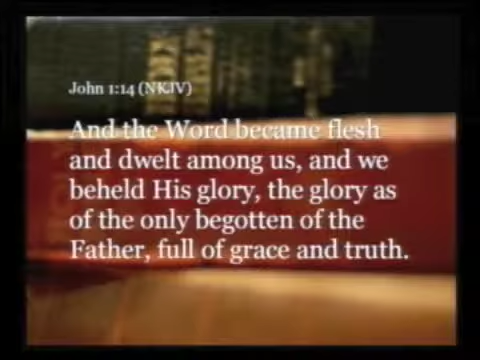 John 1:14 (NKJV)
And the Word became flesh
and dwelt among us, and we
beheld His glory, the glory as
of the only begotten of the
Father, full of grace and truth.